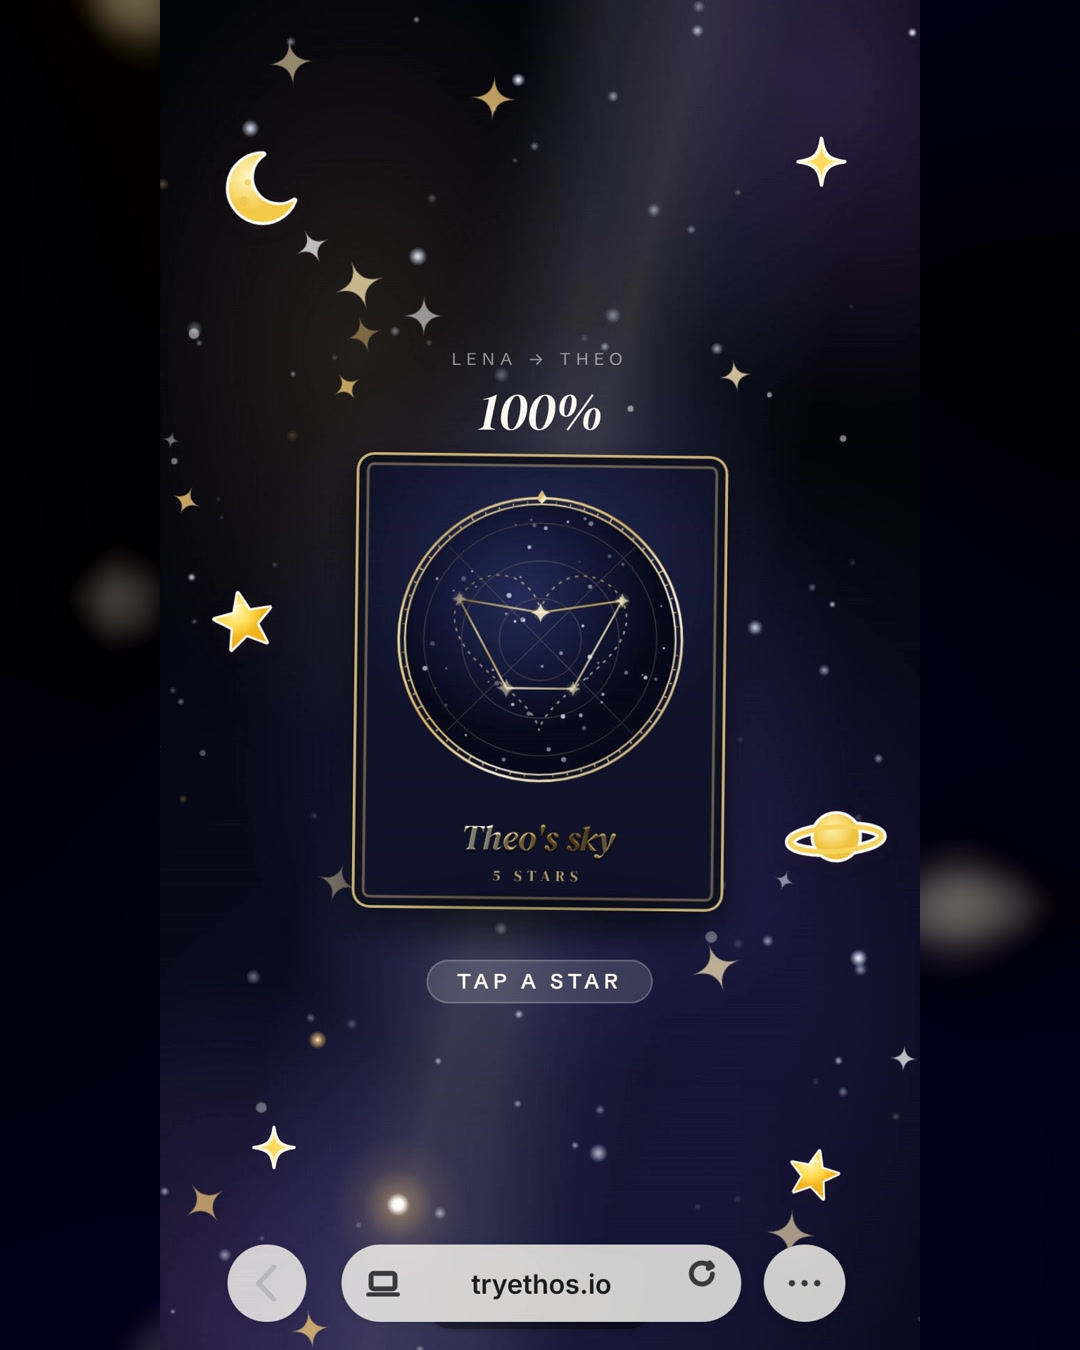 LENA → THEO
100%
Theo's sky
5 STARS
TAP A STAR
tryethos.io